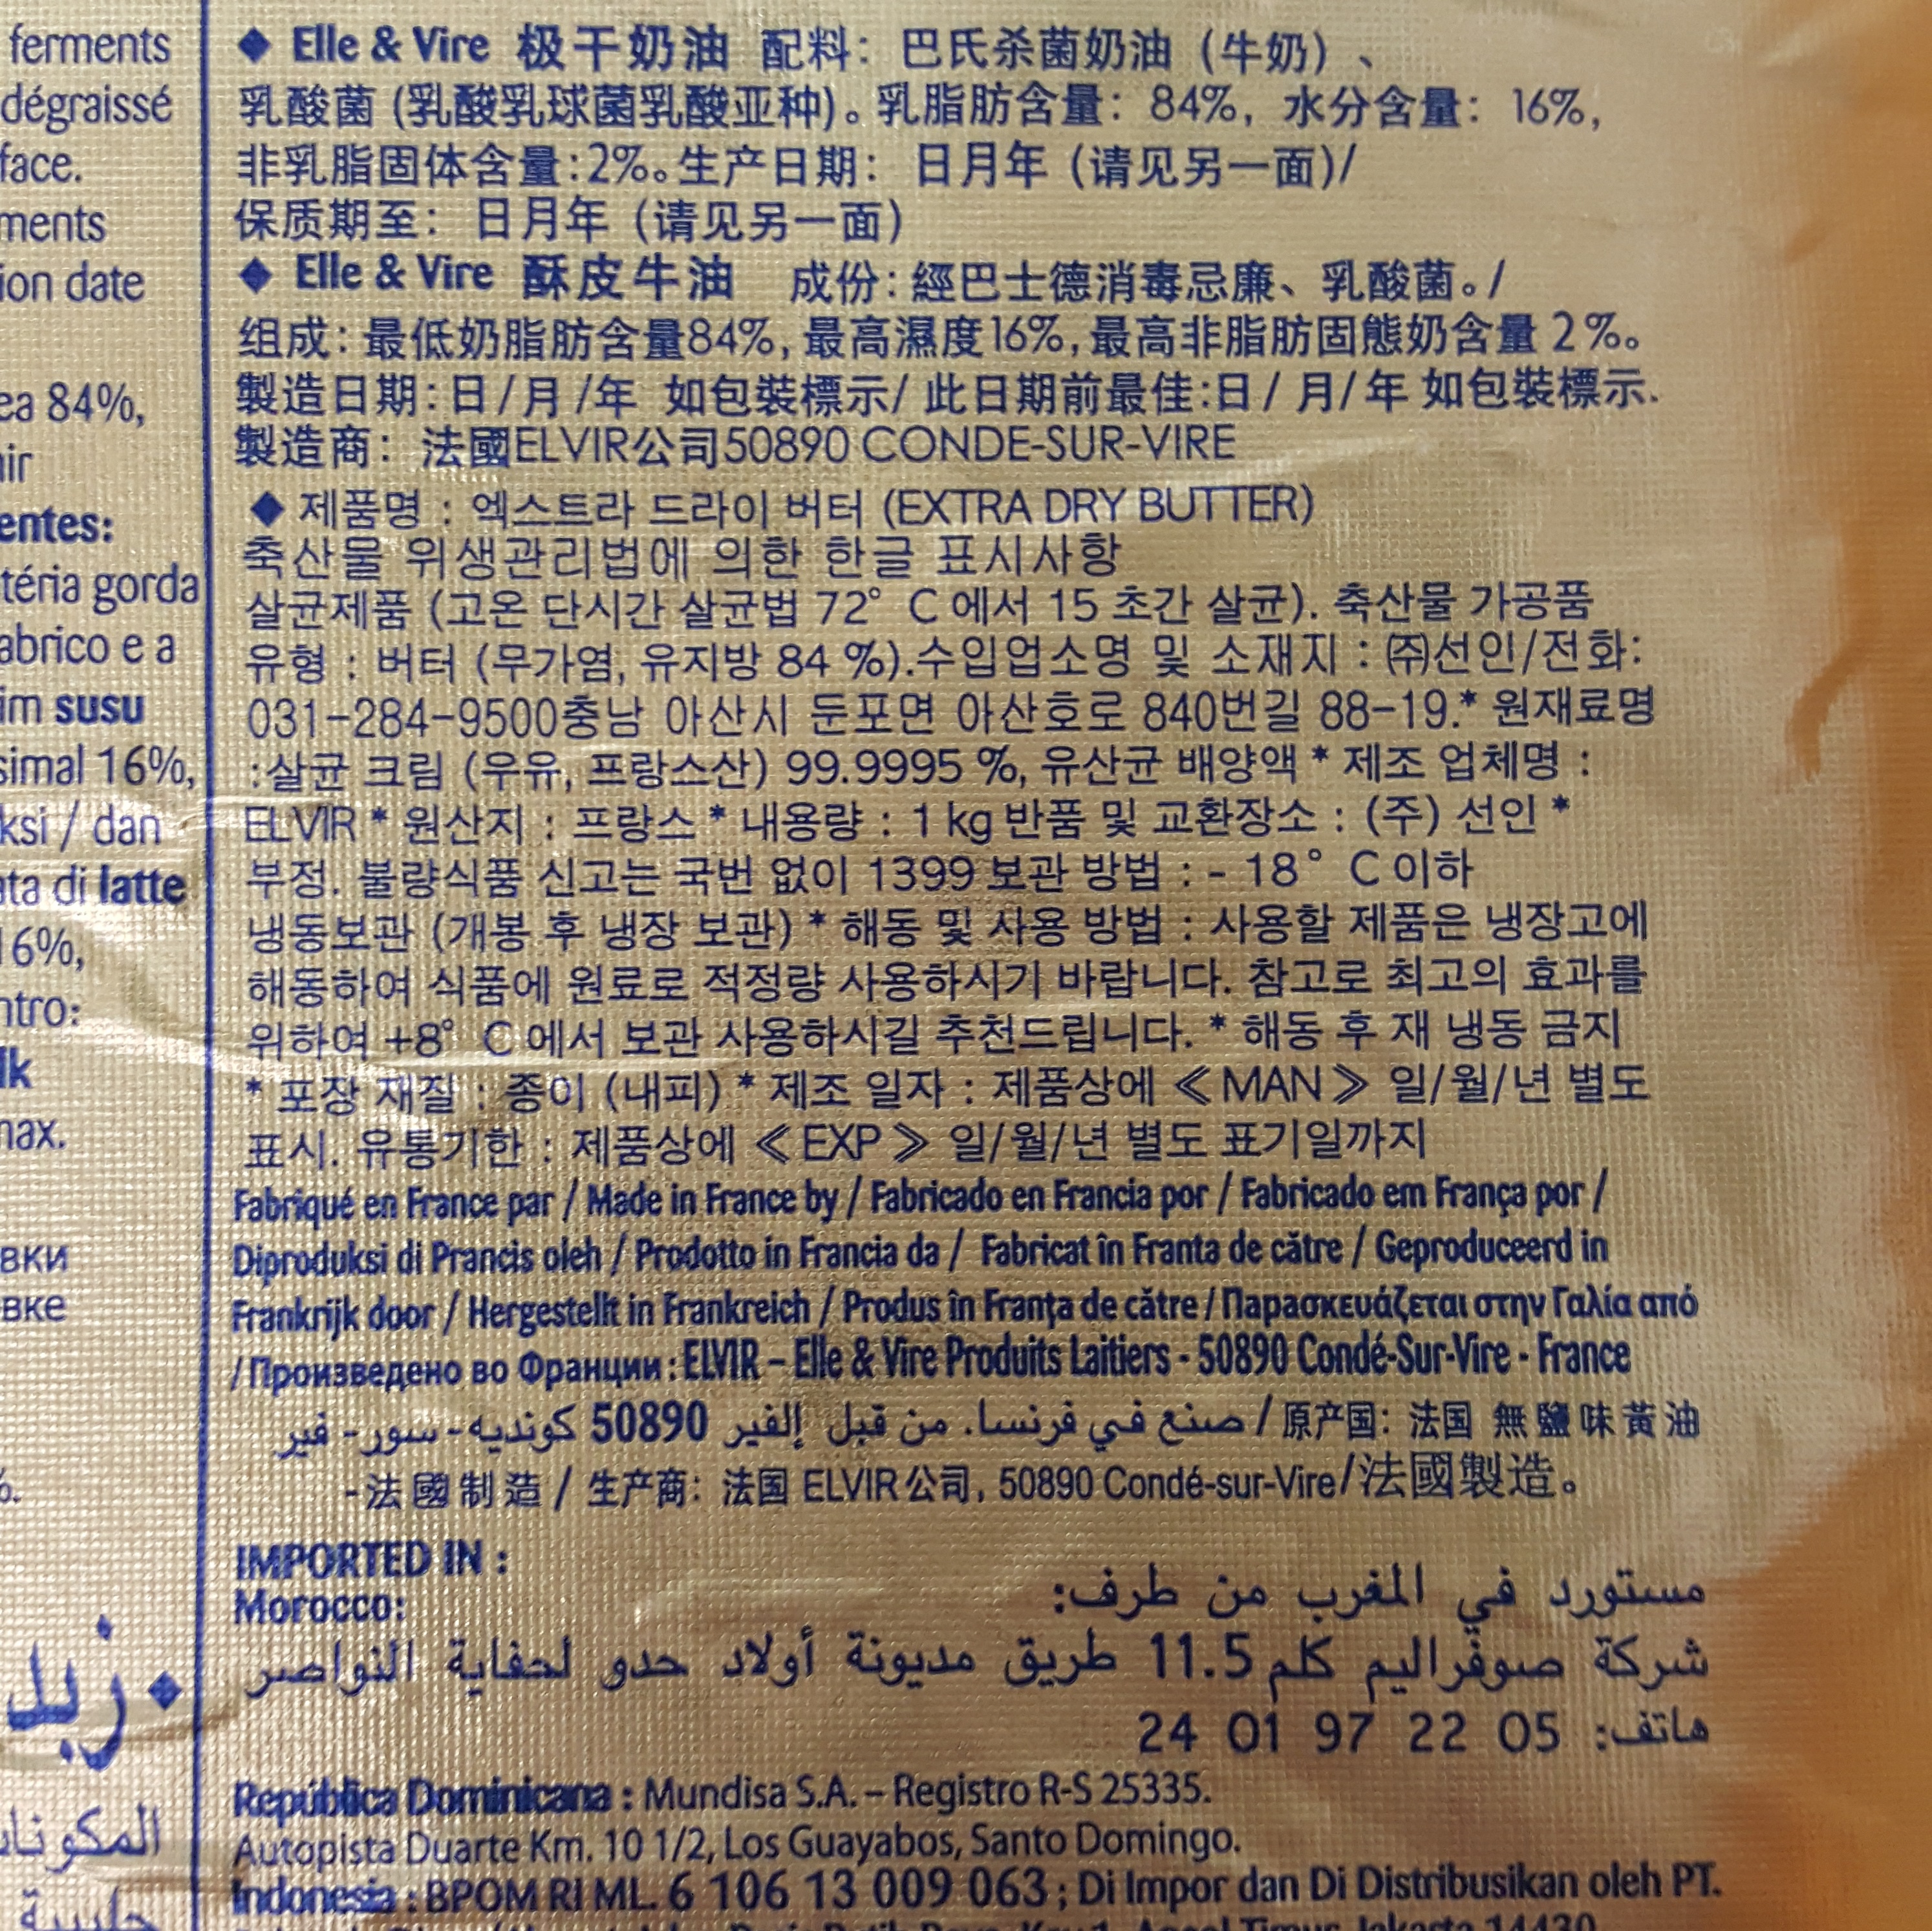 ferments
dégraissé
face.
ments
ion date
ea 84%,
entes:
téria gorda
abrico e a
im susu
simal 16%,
ksi / dan
ata di latte
16%,
ntro:
lk
max.
вки
вке
%.
◆ زبد
المكونات
◆ Elle & Vire 极干奶油 配料：巴氏杀菌奶油（牛奶）、
乳酸菌 (乳酸乳球菌乳酸亚种)。乳脂肪含量：84%，水分含量：16%，
非乳脂固体含量:2%。生产日期：日月年（请见另一面)/
保质期至：日月年（请见另一面）
◆ Elle & Vire 酥皮牛油 成份：經巴士德消毒忌廉、乳酸菌。/
组成：最低奶脂肪含量84%, 最高濕度16%, 最高非脂肪固態奶含量 2%。
製造日期: 日/月/年 如包裝標示/ 此日期前最佳:日/ 月/ 年 如包裝標示.
製造商：法國ELVIR公司50890 CONDE-SUR-VIRE
◆ 제품명 : 엑스트라 드라이 버터 (EXTRA DRY BUTTER)
축산물 위생관리법에 의한 한글 표시사항
살균제품 (고온 단시간 살균법 72° C 에서 15 초간 살균). 축산물 가공품
유형 : 버터 (무가염, 유지방 84 %).수입업소명 및 소재지 : ㈜선인/전화:
031-284-9500충남 아산시 둔포면 아산호로 840번길 88-19.* 원재료명
:살균 크림 (우유, 프랑스산) 99.9995 %, 유산균 배양액 * 제조 업체명 :
ELVIR * 원산지 : 프랑스 * 내용량 : 1 kg 반품 및 교환장소 : (주) 선인 *
부정. 불량식품 신고는 국번 없이 1399 보관 방법 : - 18° C 이하
냉동보관 (개봉 후 냉장 보관) * 해동 및 사용 방법 : 사용할 제품은 냉장고에
해동하여 식품에 원료로 적정량 사용하시기 바랍니다. 참고로 최고의 효과를
위하여 +8° C 에서 보관 사용하시길 추천드립니다. * 해동 후 재 냉동 금지
* 포장 재질 : 종이 (내피) * 제조 일자 : 제품상에 ≪ MAN ≫ 일/월/년 별도
표시. 유통기한 : 제품상에 ≪ EXP ≫ 일/월/년 별도 표기일까지
Fabriqué en France par / Made in France by / Fabricado en Francia por / Fabricado em França por /
Diproduksi di Prancis oleh / Prodotto in Francia da / Fabricat în Franta de către / Geproduceerd in
Frankrijk door / Hergestellt in Frankreich / Produs în Franţa de către / Παρασκευάζεται στην Γαλία από
/ Произведено во Франции : ELVIR – Elle & Vire Produits Laitiers - 50890 Condé-Sur-Vire - France
صنع في فرنسا. من قبل إلفير 50890 كونديه - سور- فير / 原产国：法国 無鹽味黃油
-法國制造 / 生产商：法国 ELVIR公司, 50890 Condé-sur-Vire/法國製造。
IMPORTED IN :
Morocco:
مستورد في المغرب من طرف:
شركة صوفراليم كلم 11.5 طريق مديونة أولاد حدو لحفاية النواصر
هاتف: 05 22 97 01 24
República Dominicana : Mundisa S.A. – Registro R-S 25335.
Autopista Duarte Km. 10 1/2, Los Guayabos, Santo Domingo.
Indonesia : BPOM RI ML. 6 106 13 009 063 ; Di Impor dan Di Distribusikan oleh PT.